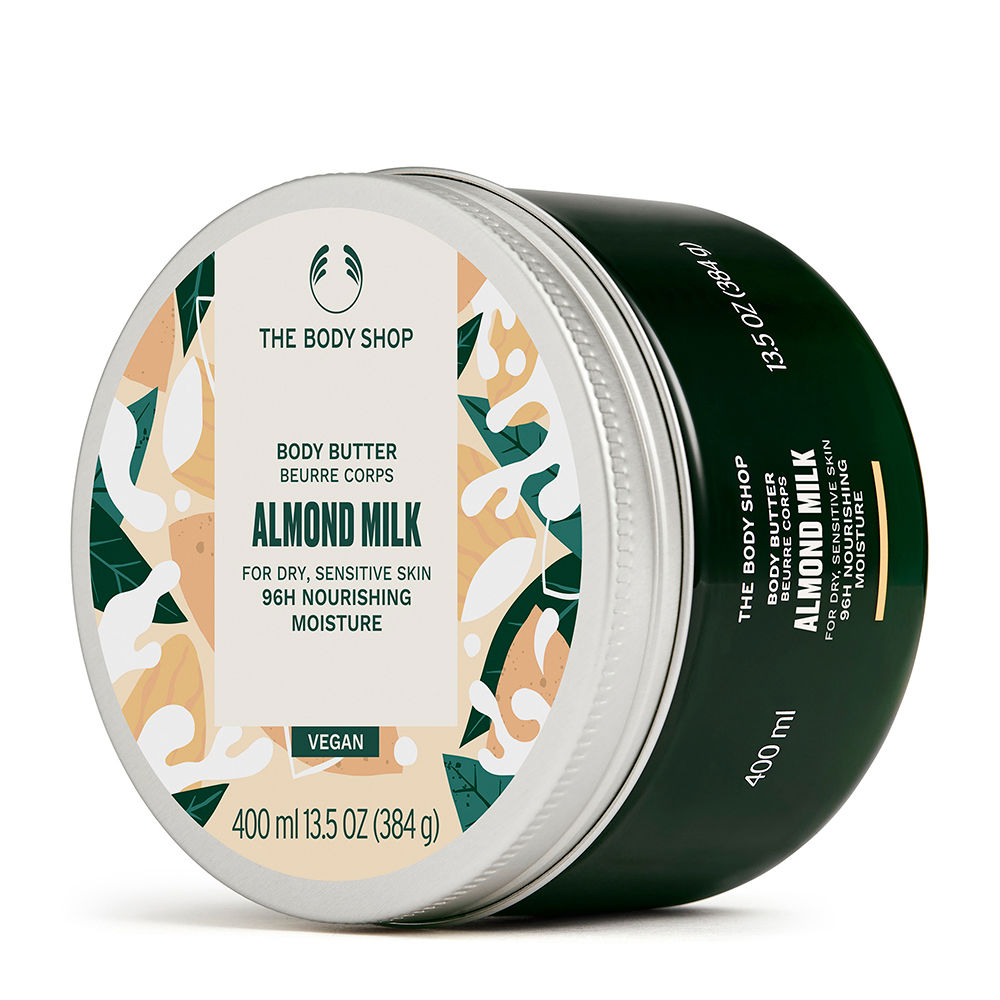 THE BODY SHOP
BODY BUTTER
BEURRE CORPS
ALMOND MILK
FOR DRY, SENSITIVE SKIN
96H NOURISHING
MOISTURE
VEGAN
400 ml 13.5 OZ (384 g)
THE BODY SHOP
BODY BUTTER
BEURRE CORPS
ALMOND MILK
FOR DRY, SENSITIVE SKIN
96H NOURISHING
MOISTURE
400 ml
13.5 OZ (384 g)